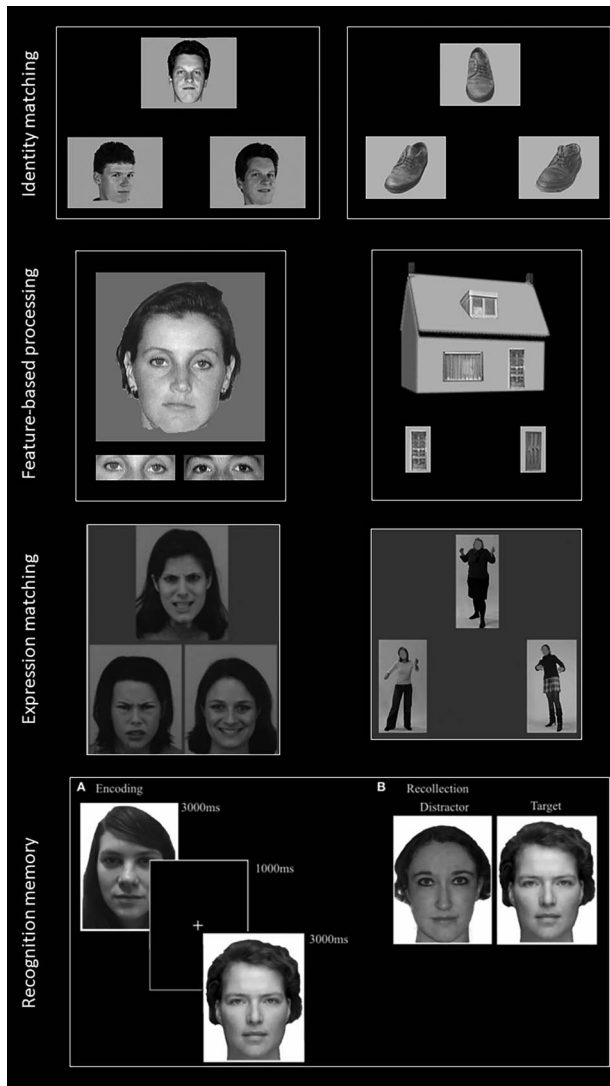 Identity matching
Feature-based processing
Expression matching
Recognition memory
A Encoding
3000ms
1000ms
3000ms
B Recollection
Distractor Target